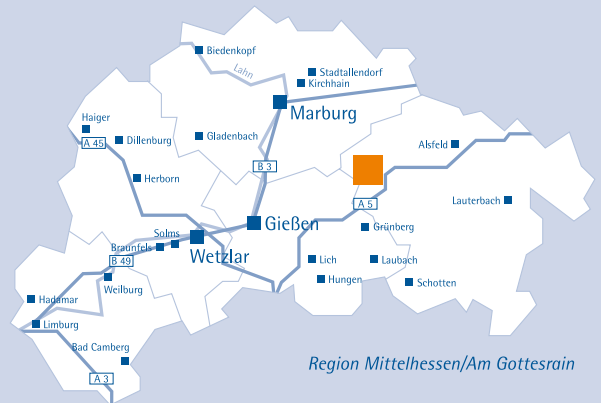 Biedenkopf
Lahn
Stadtallendorf
Kirchhain
Marburg
Haiger
A 45
Dillenburg
Gladenbach
Alsfeld
B 3
Herborn
A 5
Lauterbach
Gießen
Grünberg
Solms
Braunfels
Wetzlar
B 49
Lich
Laubach
Weilburg
Hungen
Schotten
Hadamar
Limburg
Bad Camberg
A 3
Region Mittelhessen/Am Gottesrain